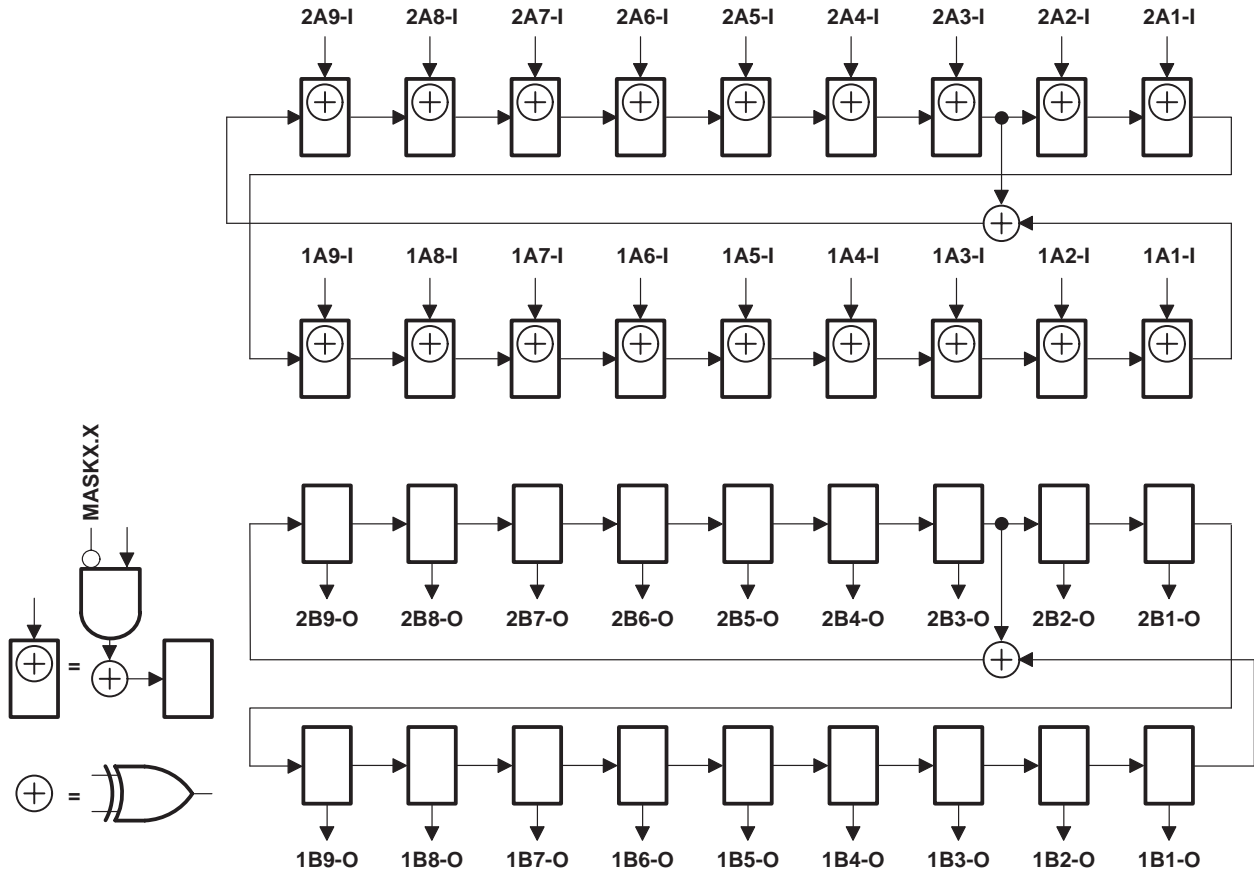 2A9-I 2A8-I 2A7-I 2A6-I 2A5-I 2A4-I 2A3-I 2A2-I 2A1-I
1A9-I 1A8-I 1A7-I 1A6-I 1A5-I 1A4-I 1A3-I 1A2-I 1A1-I
MASKX.X
2B9-O 2B8-O 2B7-O 2B6-O 2B5-O 2B4-O 2B3-O 2B2-O 2B1-O
=
=
1B9-O 1B8-O 1B7-O 1B6-O 1B5-O 1B4-O 1B3-O 1B2-O 1B1-O